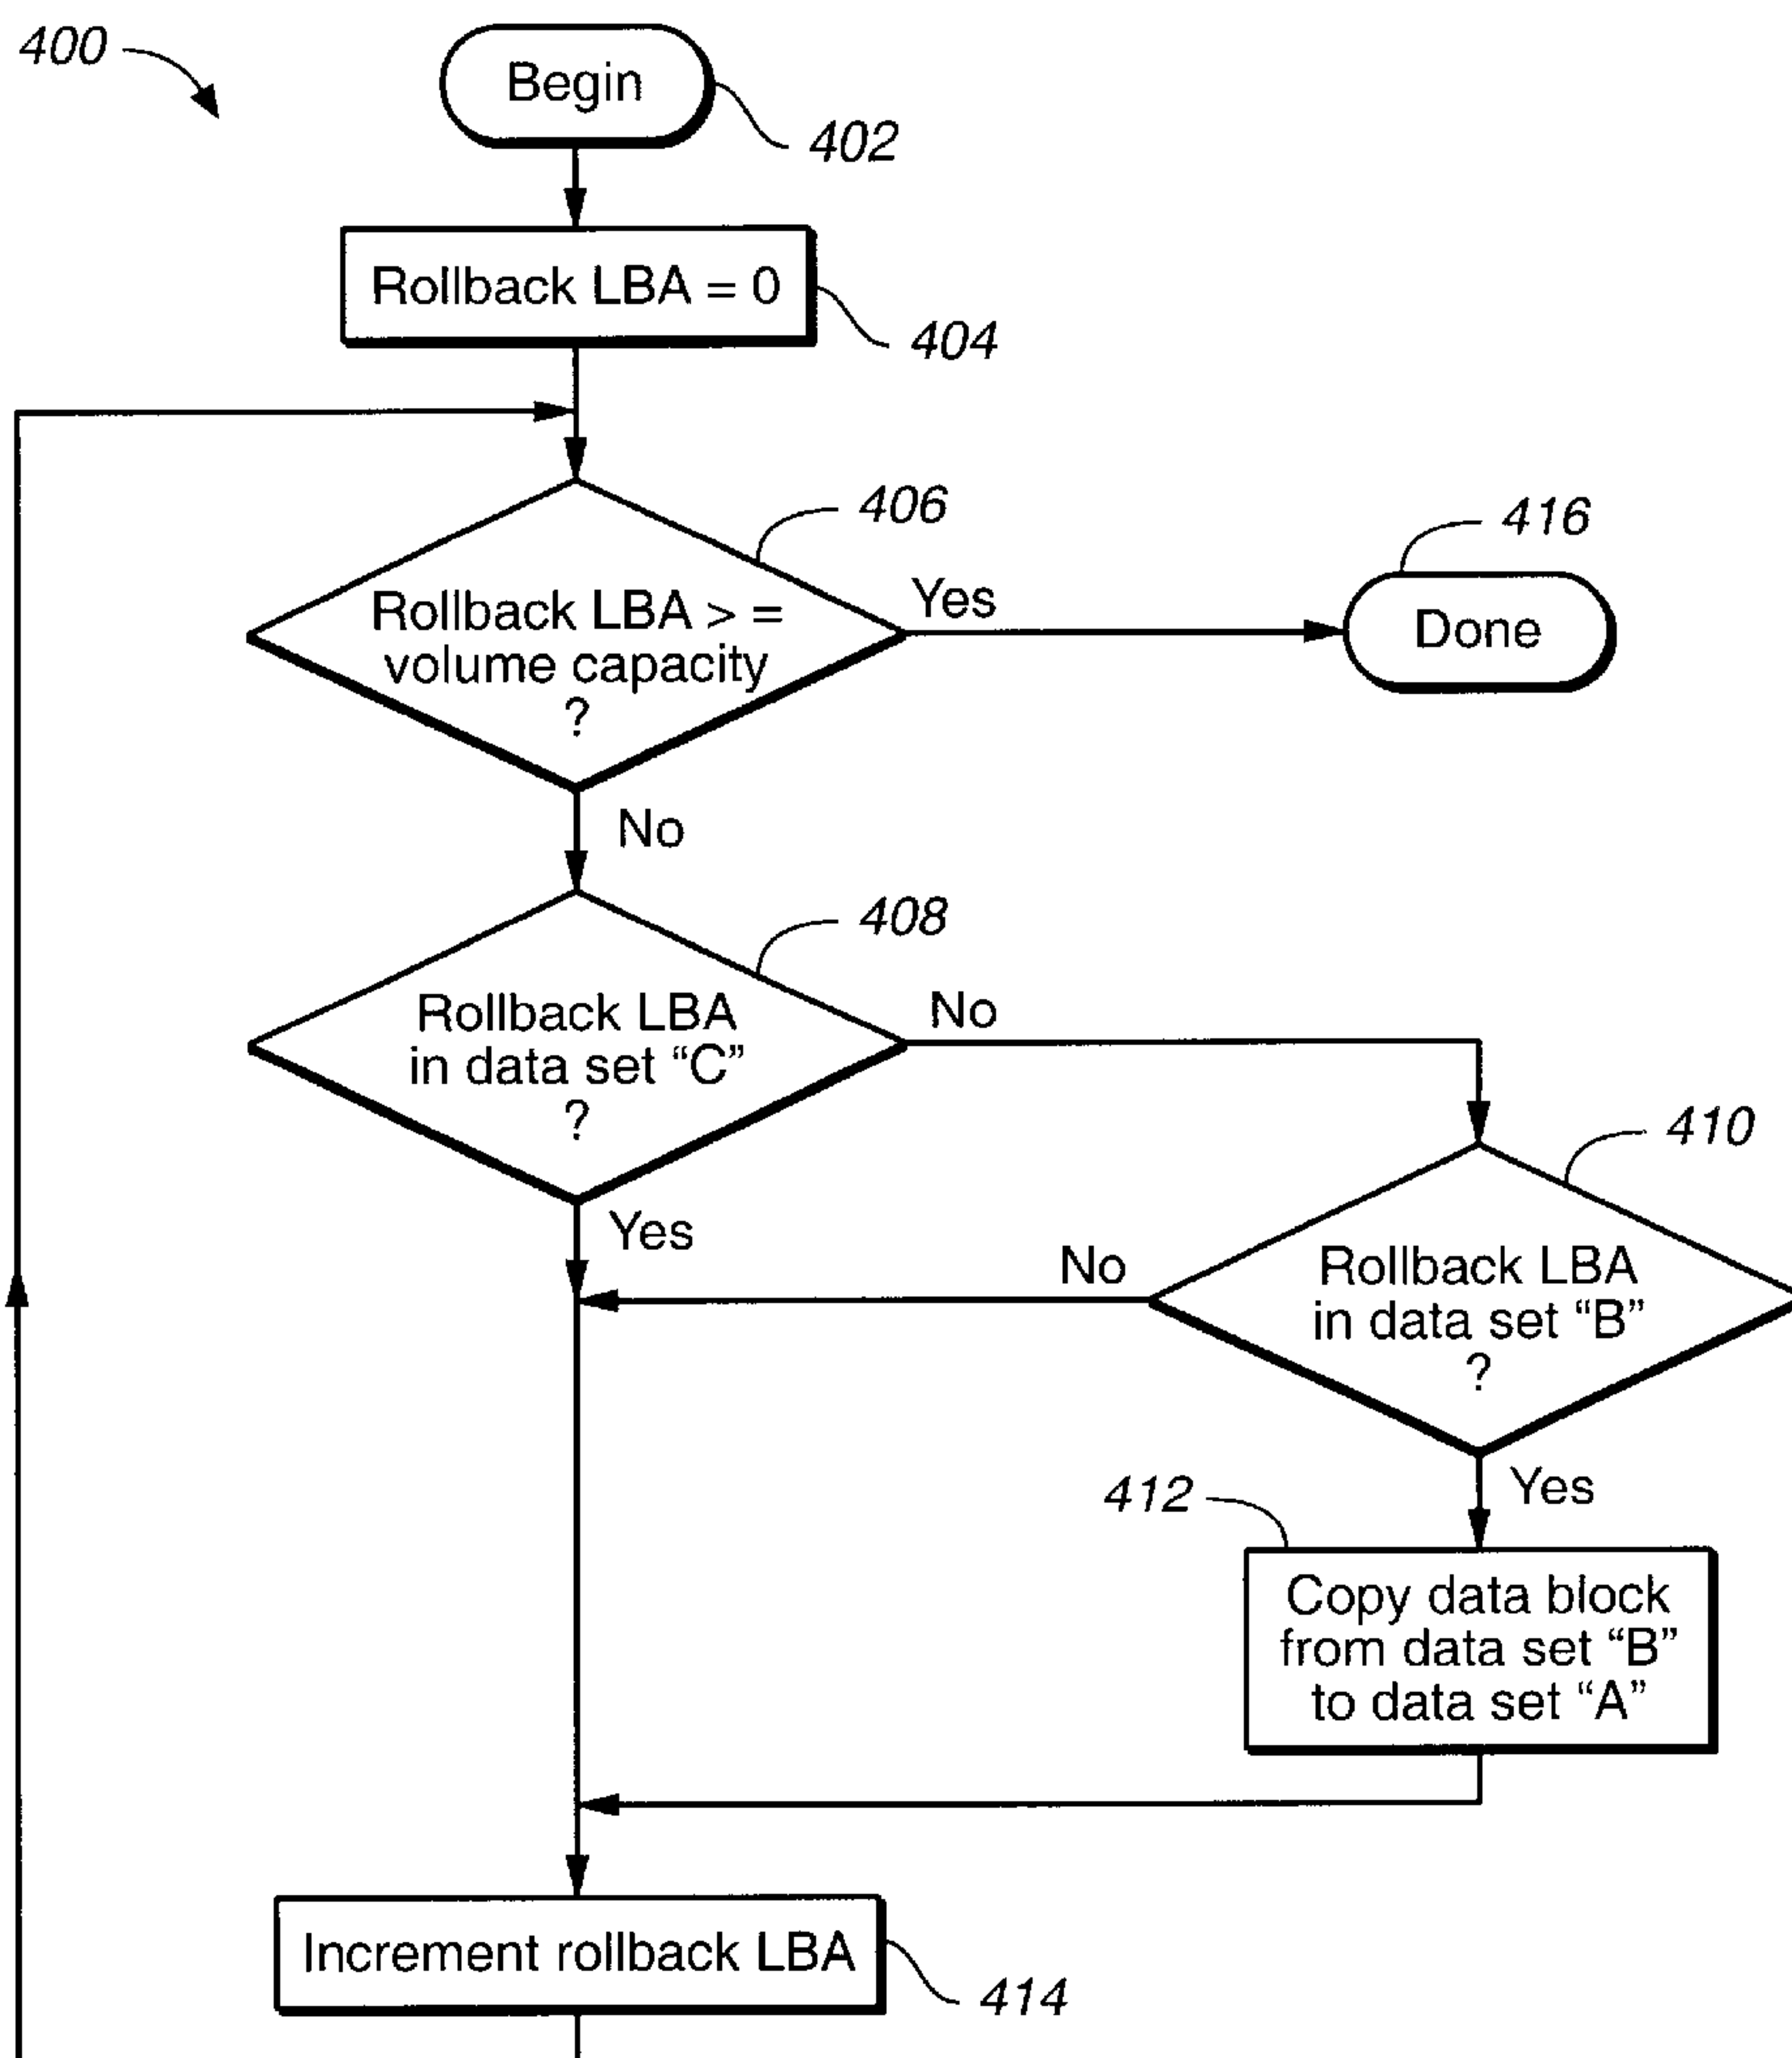 400
Begin
402
Rollback LBA = 0
404
406
Rollback LBA > =
volume capacity
?
Yes
416
Done
No
408
Rollback LBA
in data set “C”
?
No
410
Yes
No
Rollback LBA
in data set “B”
?
412
Yes
Copy data block
from data set “B”
to data set “A”
Increment rollback LBA
414